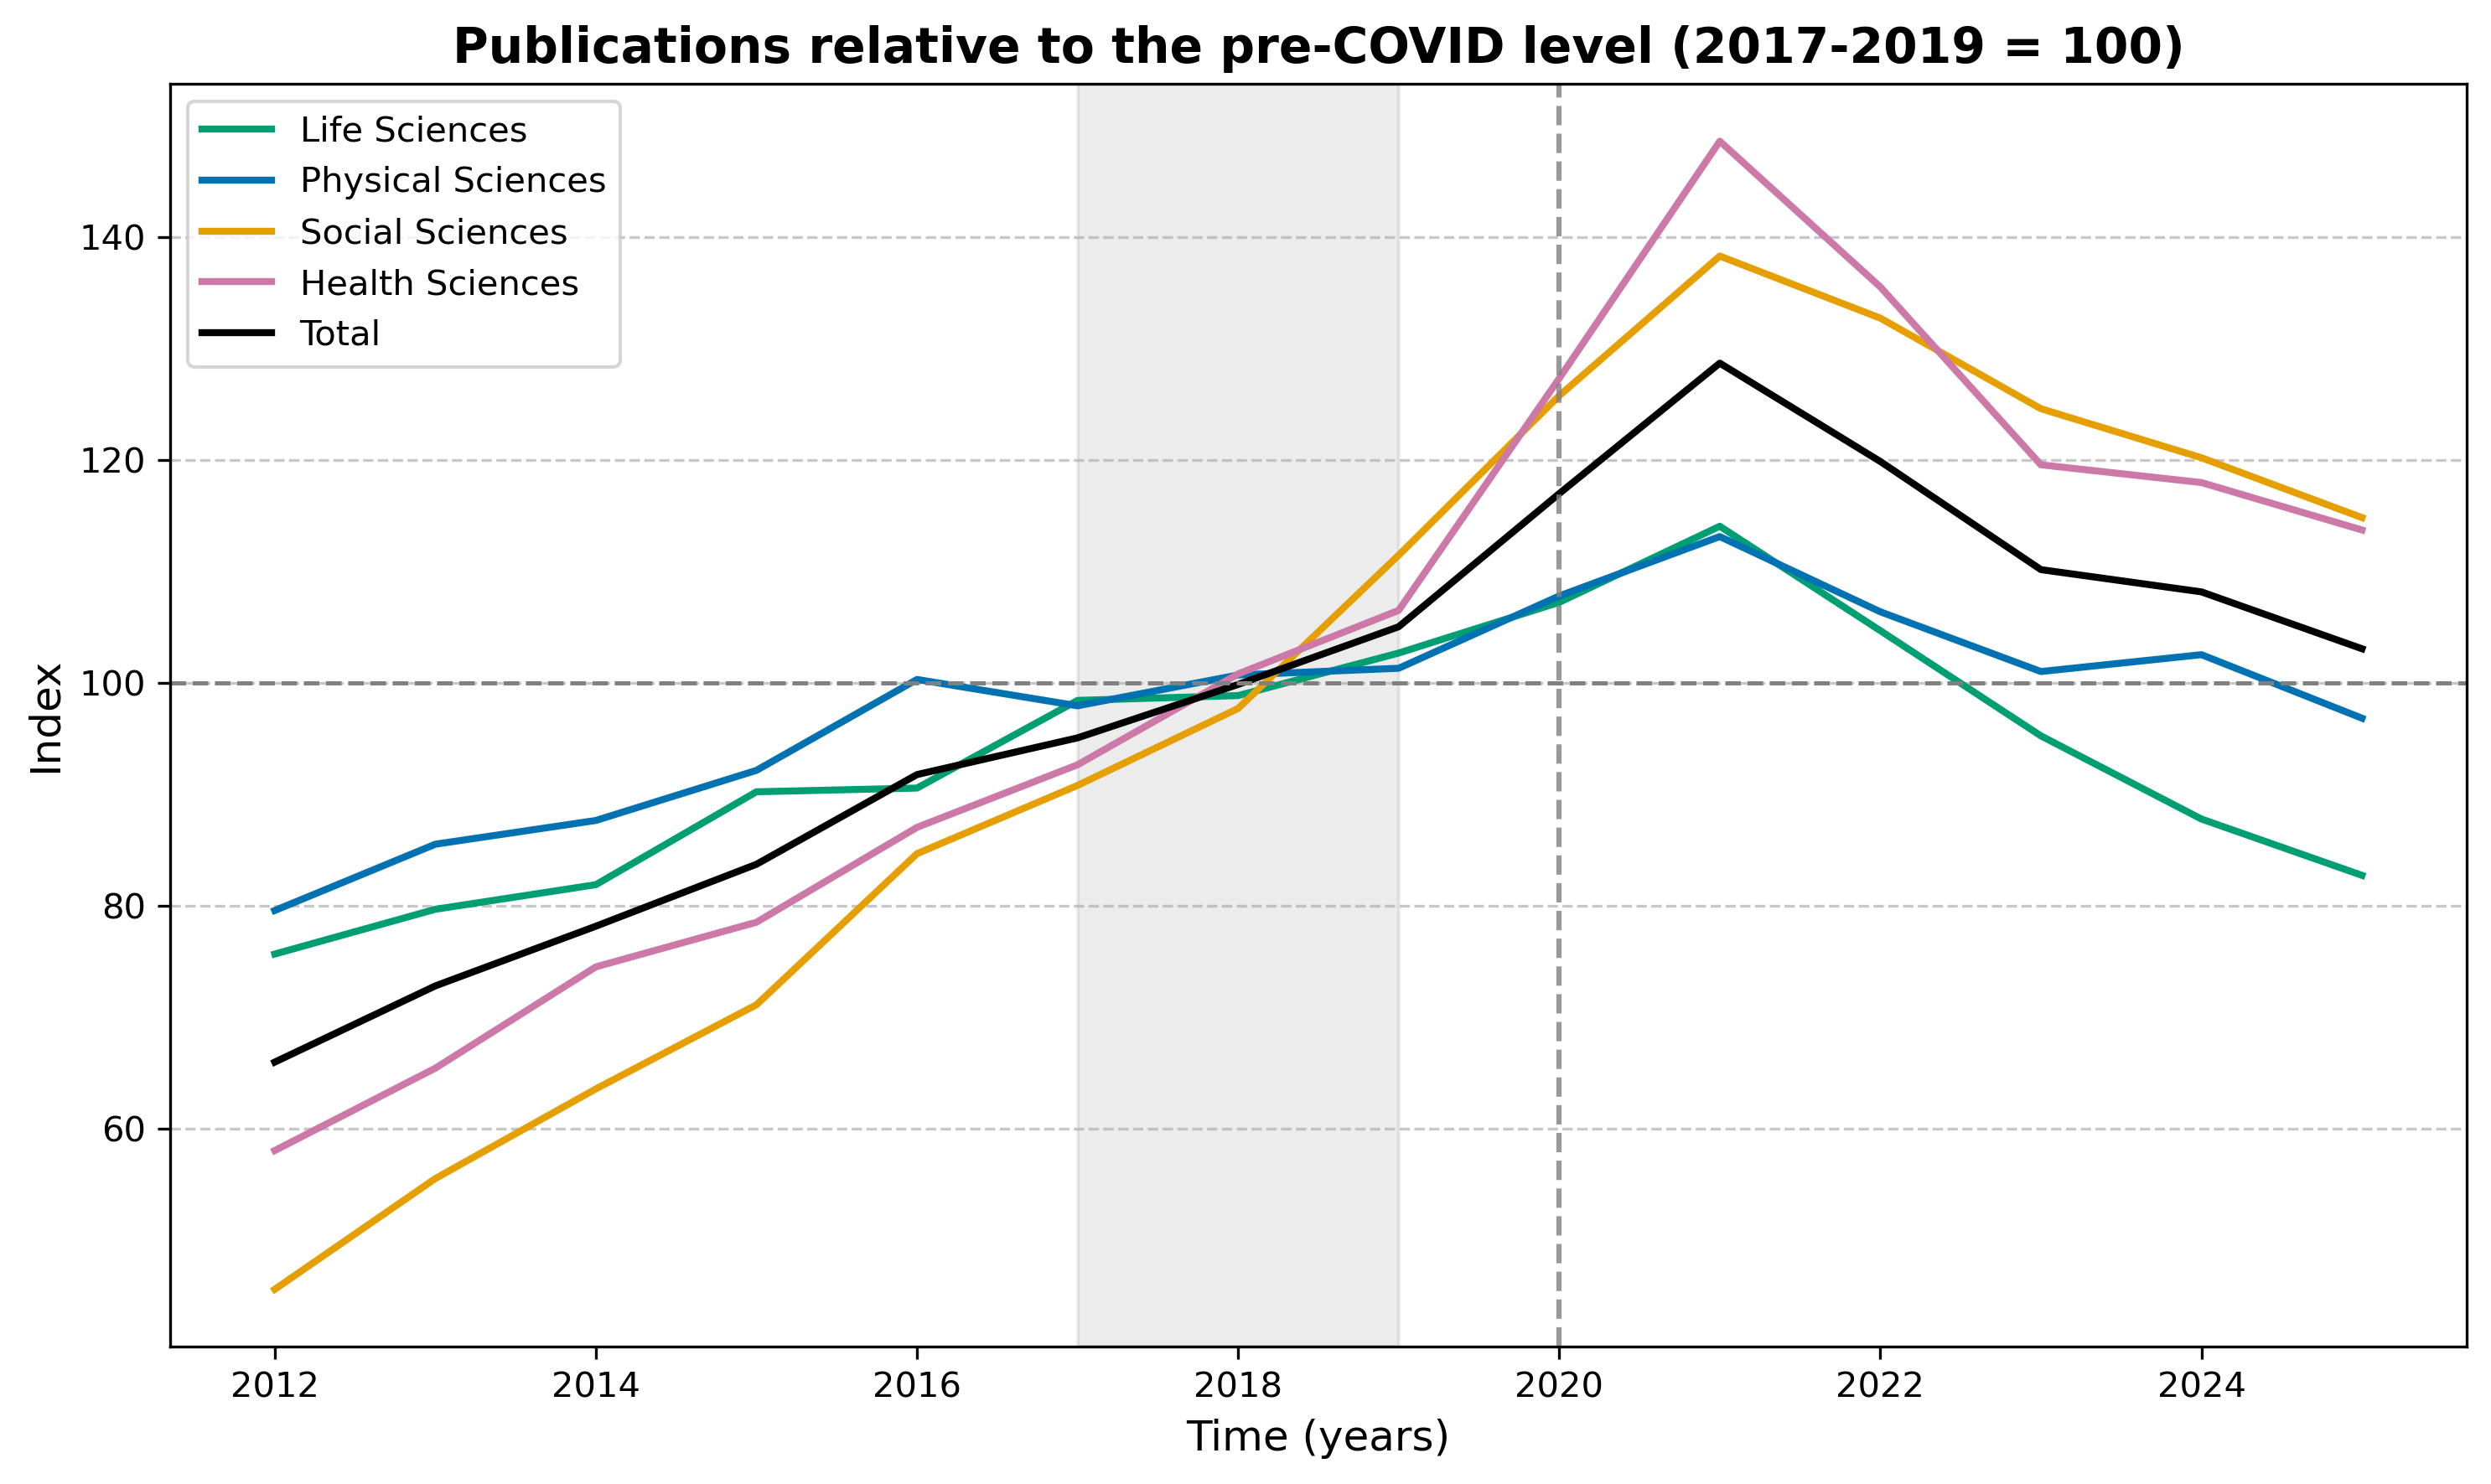 Publications relative to the pre-COVID level (2017-2019 = 100)
Life Sciences
Physical Sciences
Social Sciences
Health Sciences
Total
140
120
100
80
60
Index
2012
2014
2016
2018
2020
2022
2024
Time (years)